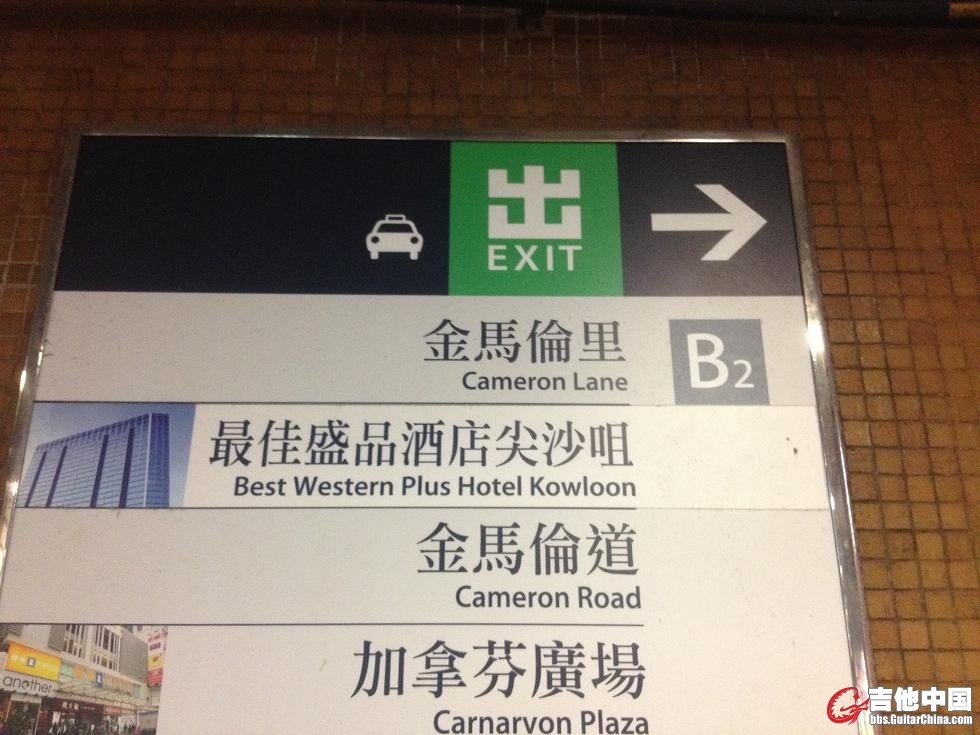 出
EXIT
金馬倫里
Cameron Lane
B2
最佳盛品酒店尖沙咀
Best Western Plus Hotel Kowloon
金馬倫道
Cameron Road
加拿芬廣場
Carnarvon Plaza
another
吉他中国
bbs.GuitarChina.com